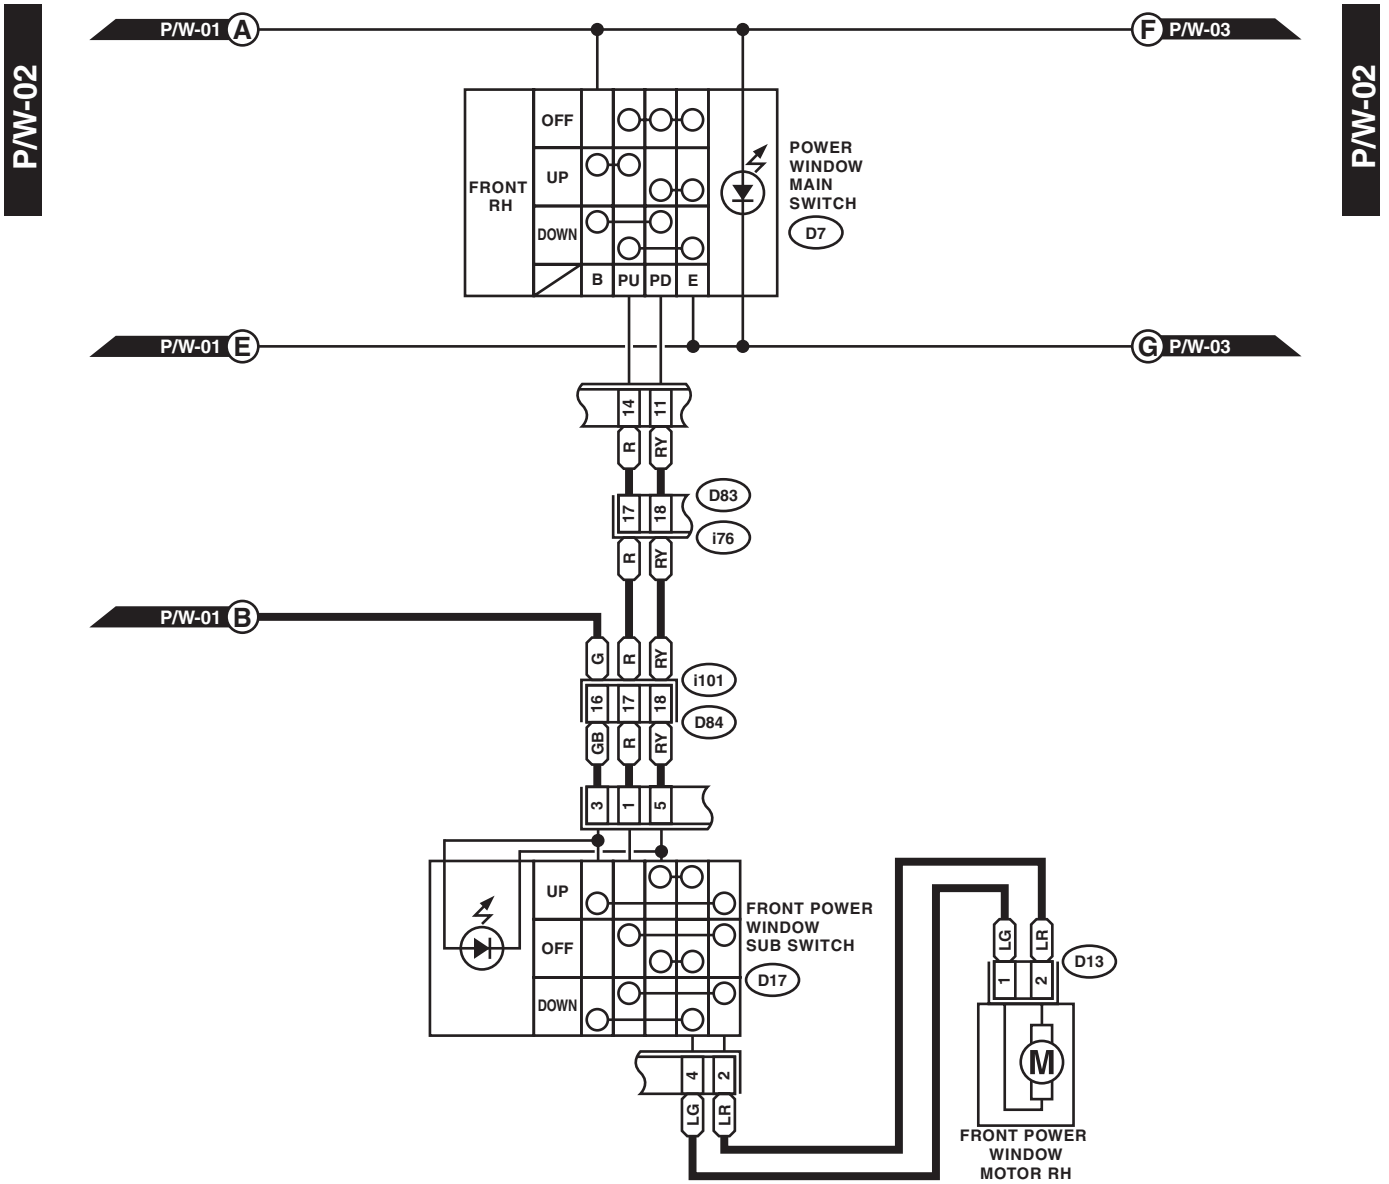 P/W-02
P/W-02
P/W-01 A
F P/W-03
FRONT
RH
OFF
UP
DOWN
B PU PD E
POWER
WINDOW
MAIN
SWITCH
D7
P/W-01 E
G P/W-03
14 11
R RY
17 18
D83
i76
R RY
P/W-01 B
G R RY
i101
16 17 18
D84
GB R RY
3 1 5
UP
OFF
DOWN
FRONT POWER
WINDOW
SUB SWITCH
D17
4 2
LG LR
LG LR
D13
1 2
M
FRONT POWER
WINDOW
MOTOR RH